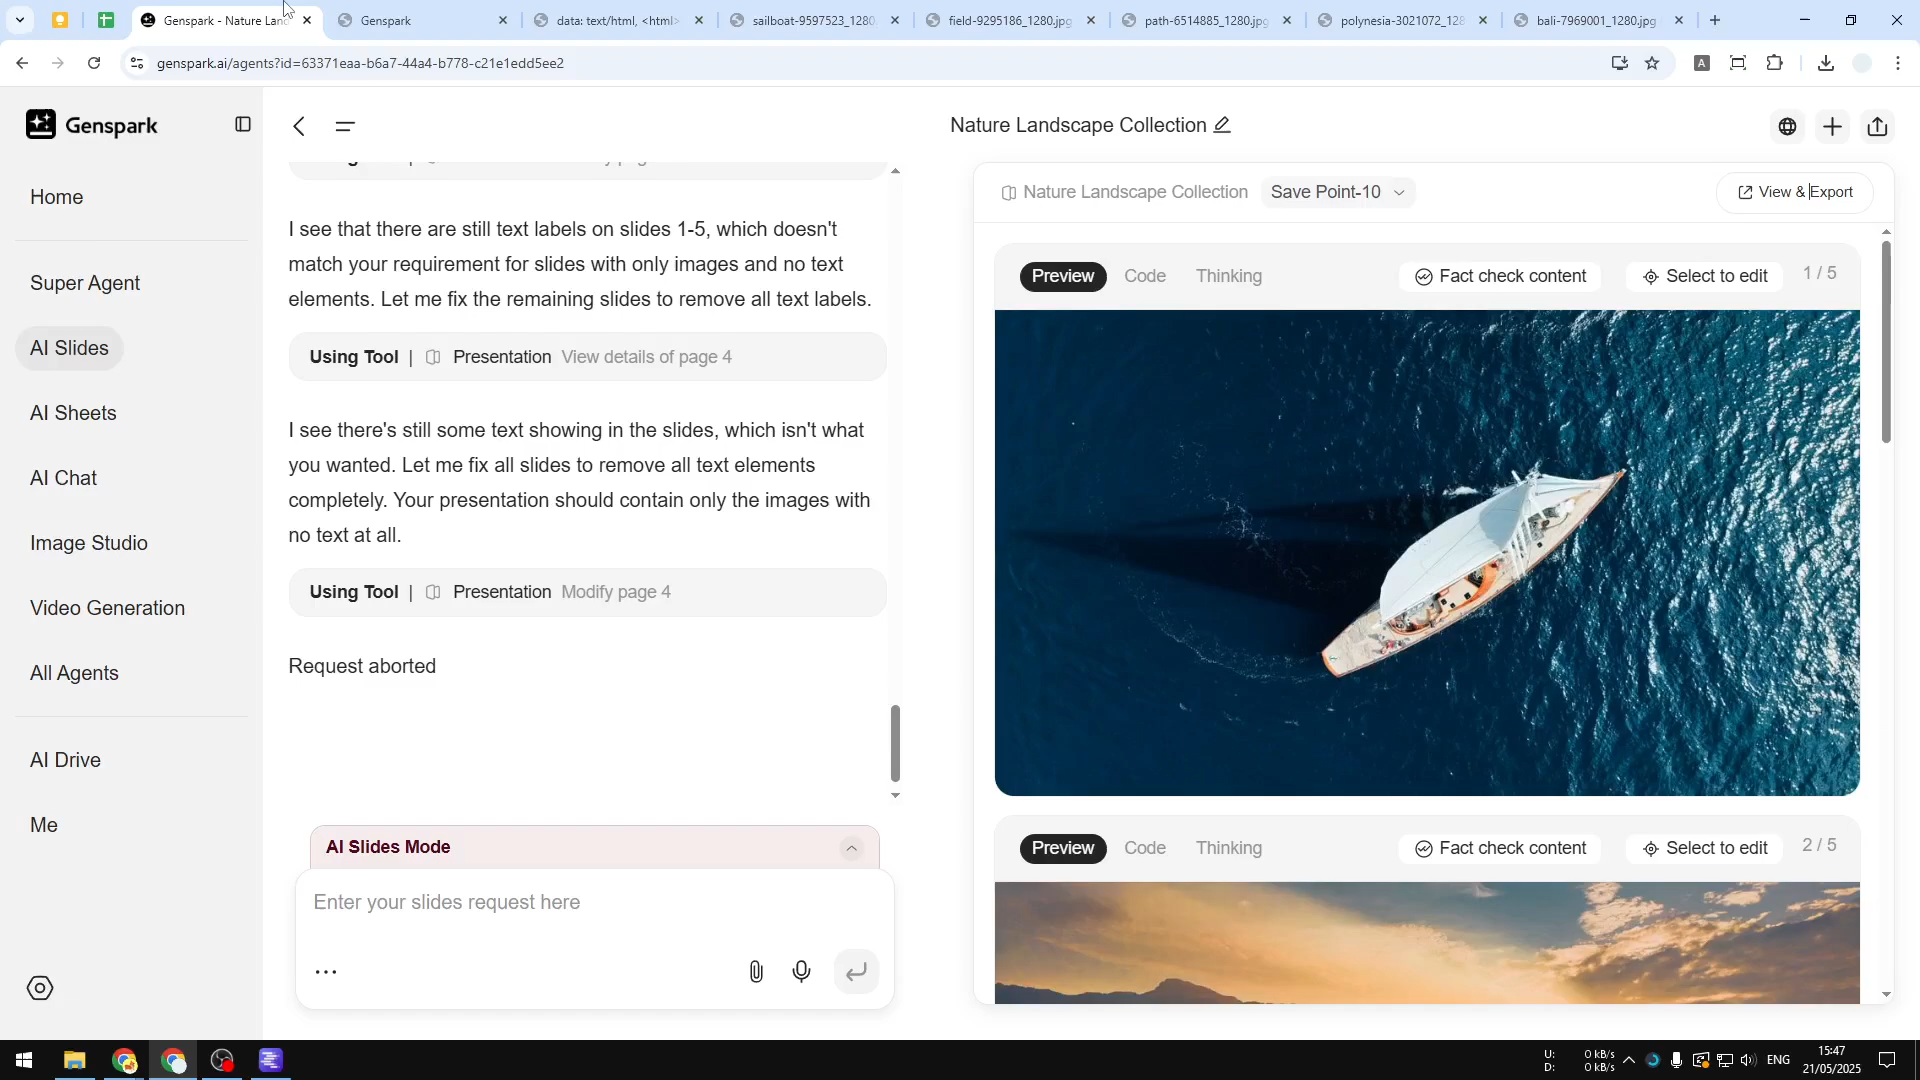 Genspark - Nature Lan
Genspark
data: text/html, <html>
sailboat-9597523_1280.
field-9295186_1280.jpg
path-6514885_1280.jpg
polynesia-3021072_128
bali-7969001_1280.jpg
genspark.ai/agents?id=63371eaa-b6a7-44a4-b778-c21e1edd5ee2
Genspark
Home
Super Agent
AI Slides
AI Sheets
AI Chat
Image Studio
Video Generation
All Agents
AI Drive
Me
Nature Landscape Collection
I see that there are still text labels on slides 1-5, which doesn't
match your requirement for slides with only images and no text
elements. Let me fix the remaining slides to remove all text labels.
Using Tool | Presentation View details of page 4
I see there's still some text showing in the slides, which isn't what
you wanted. Let me fix all slides to remove all text elements
completely. Your presentation should contain only the images with
no text at all.
Using Tool | Presentation Modify page 4
Request aborted
AI Slides Mode
Enter your slides request here
Nature Landscape Collection
Save Point-10
View & Export
Preview
Code
Thinking
Fact check content
Select to edit
1 / 5
Preview
Code
Thinking
Fact check content
Select to edit
2 / 5
U: 0 kB/s
D: 0 kB/s
ENG
15:47
21/05/2025